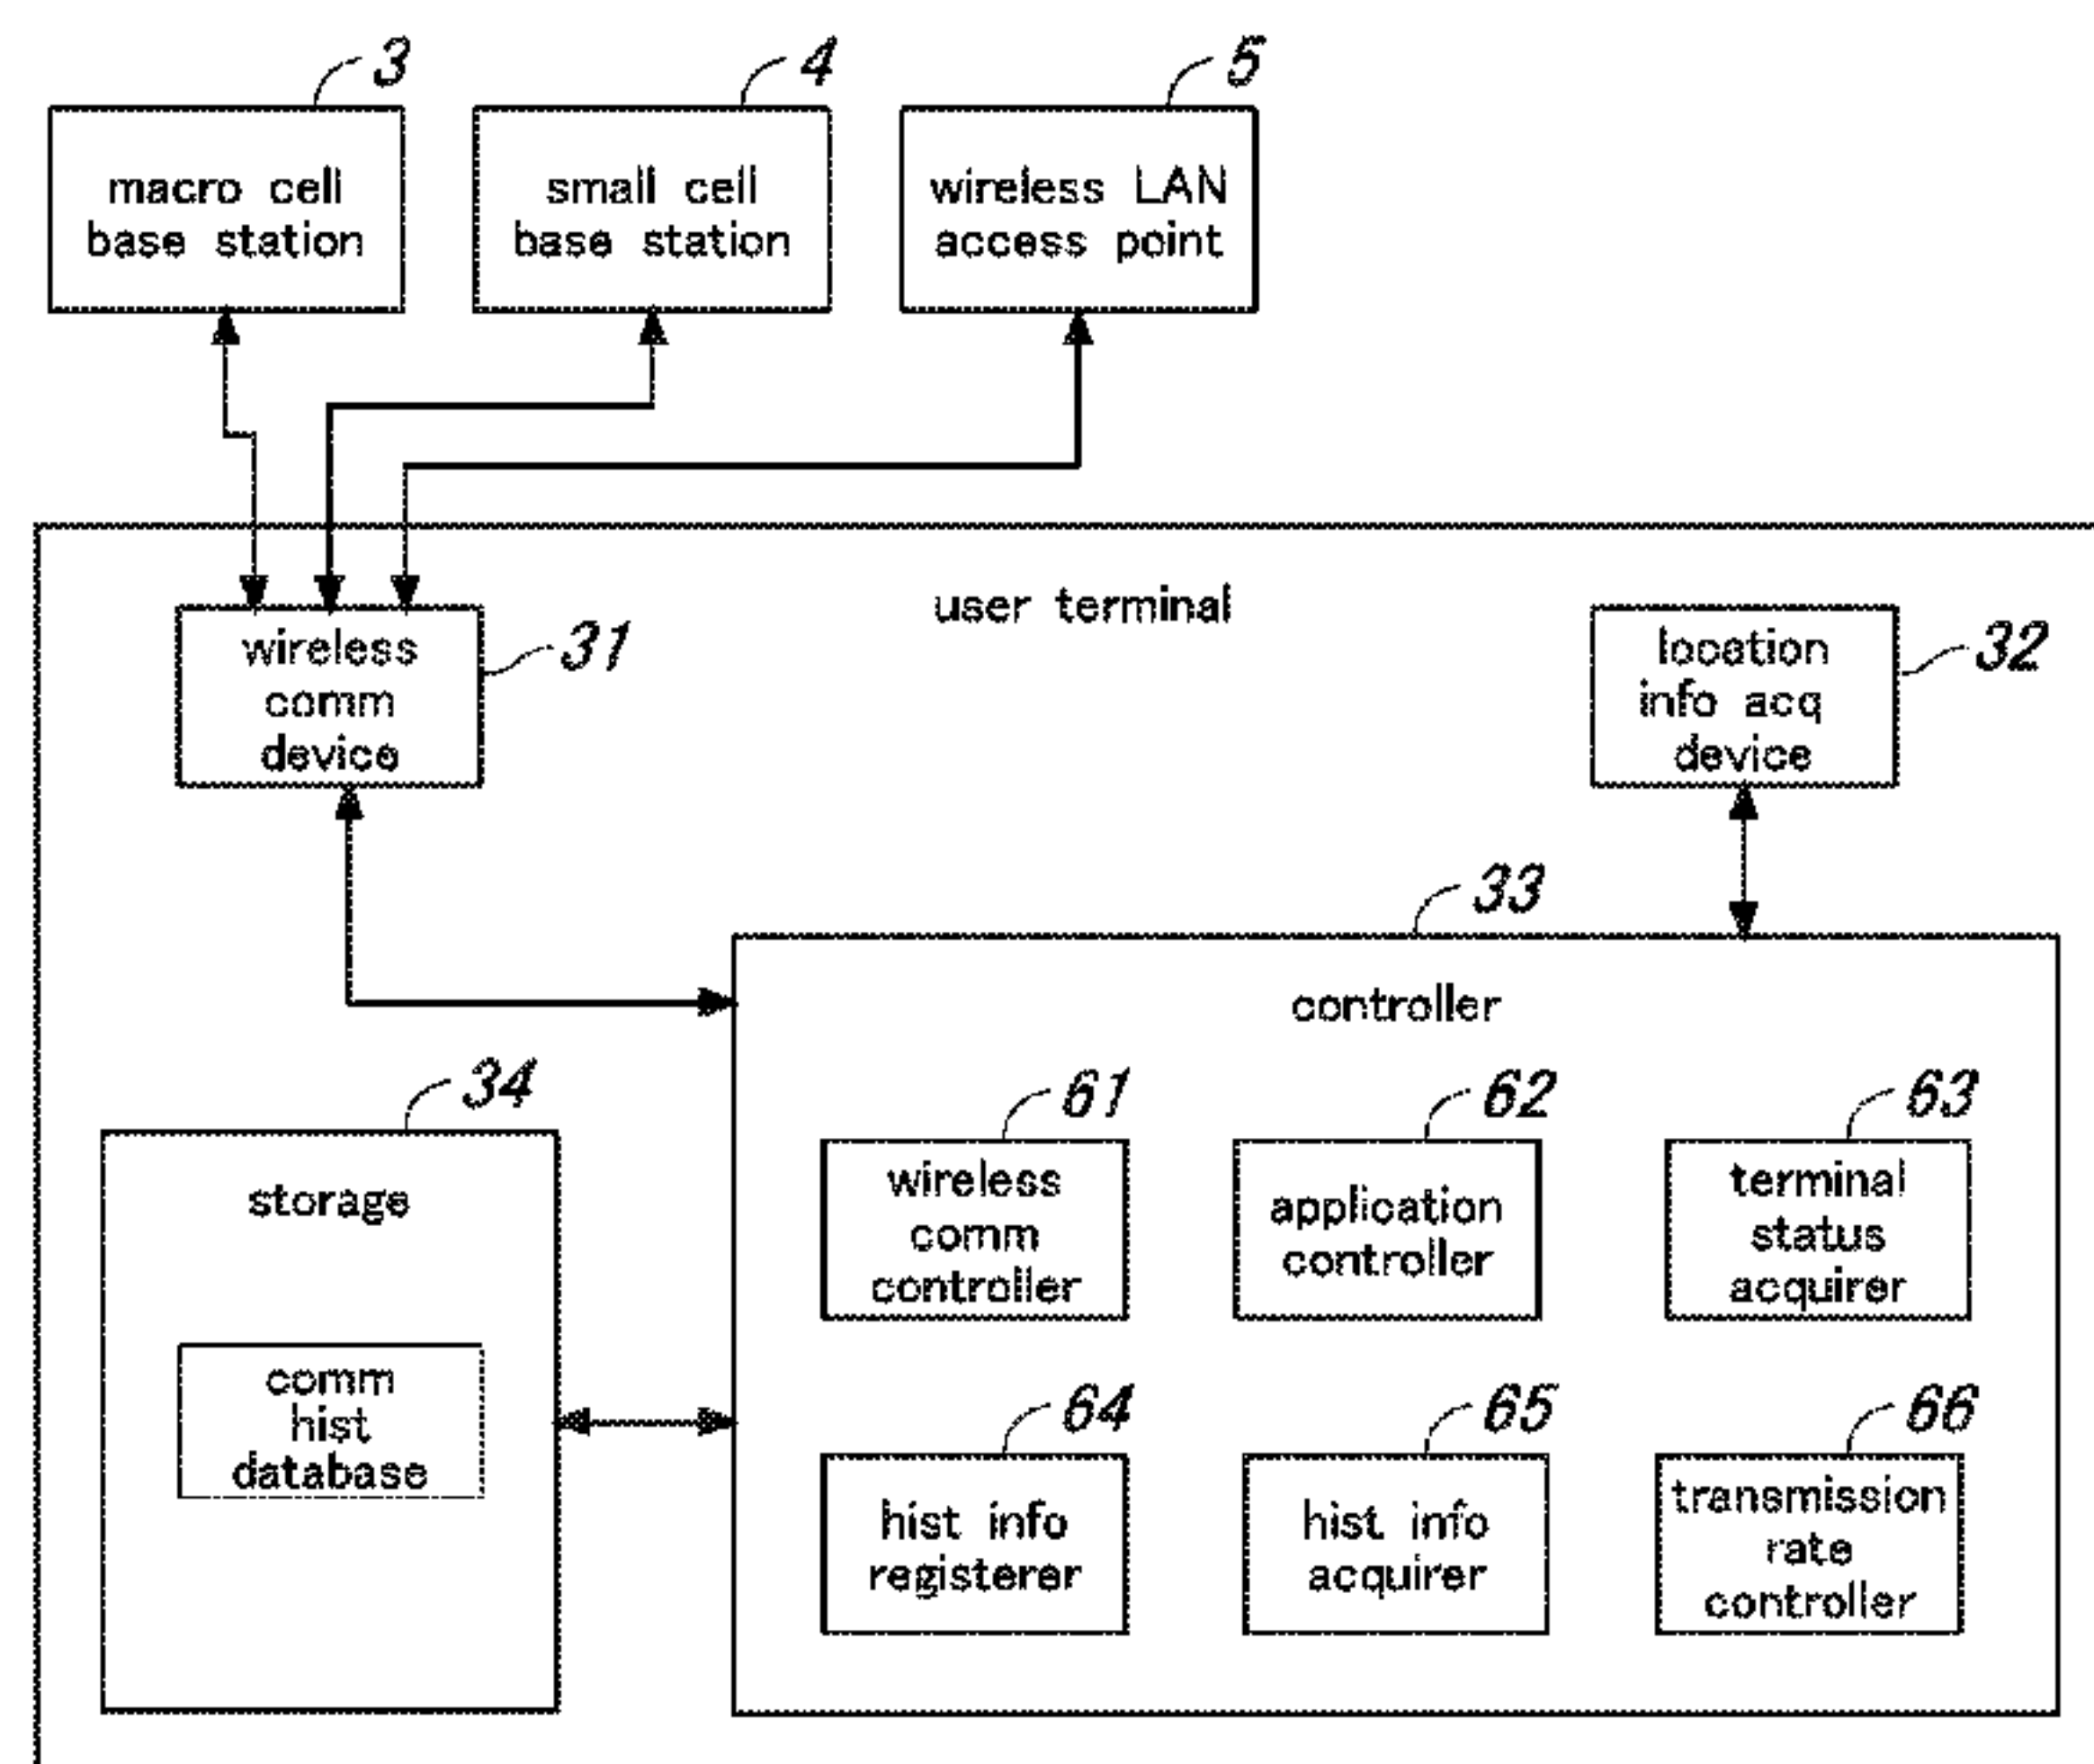 3
4
5
macro cell
base station
small cell
base station
wireless LAN
access point
user terminal
wireless
comm
device
31
location
info acq
device
32
33
controller
34
storage
comm
hist
database
61
wireless
comm
controller
62
application
controller
63
terminal
status
acquirer
64
hist info
registerer
65
hist info
acquirer
66
transmission
rate
controller